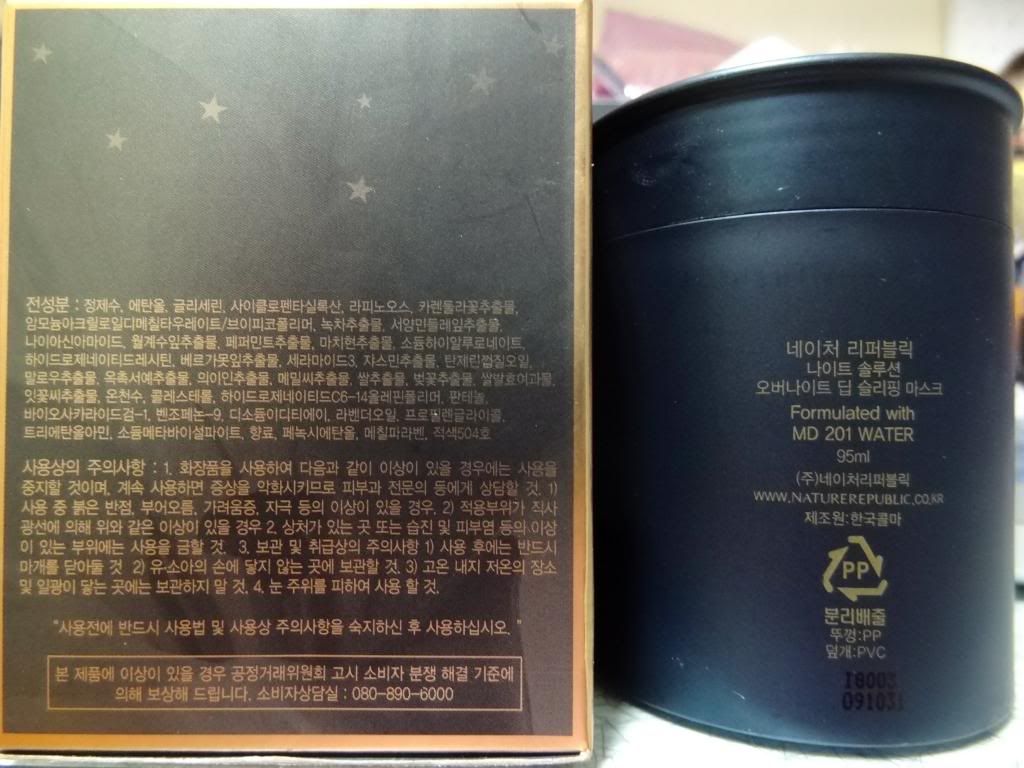 전성분 : 정제수, 에탄올, 글리세린, 사이클로펜타실록산, 라피노오스, 카렌둘라꽃추출물,
암모늄아크릴로일디메칠타우레이트/브이피코폴리머, 녹차추출물, 서양민들레잎추출물,
나이아신아마이드, 월계수잎추출물, 페퍼민트추출물, 마치현추출물, 소듐하이알루로네이트,
하이드로제네이티드레시틴, 베르가못잎추출물, 세라마이드3, 쟈스민추출물, 탄제린껍질오일,
말로우추출물, 옥촉서예추출물, 의이인추출물, 메밀씨추출물, 쌀추출물, 벚꽃추출물, 쌀발효여과물,
잇꽃씨추출물, 온천수, 콜레스테롤, 하이드로제네이티드C6-14올레핀폴리머, 판테놀,
바이오사카라이드검-1, 벤조페논-9, 디소듐이디티에이, 라벤더오일, 프로필렌글라이콜,
트리에탄올아민, 소듐메타바이설파이트, 향료, 페녹시에탄올, 메칠파라벤, 적색504호
사용상의 주의사항 : 1. 화장품을 사용하여 다음과 같이 이상이 있을 경우에는 사용을
중지할 것이며, 계속 사용하면 증상을 악화시키므로 피부과 전문의 등에게 상담할 것. 1)
사용 중 붉은 반점, 부어오름, 가려움증, 자극 등의 이상이 있을 경우. 2) 적용부위가 직사
광선에 의해 위와 같은 이상이 있을 경우 2. 상처가 있는 곳 또는 습진 및 피부염 등의 이상
이 있는 부위에는 사용을 금할 것. 3. 보관 및 취급상의 주의사항 1) 사용 후에는 반드시
마개를 닫아둘 것 2) 유·소아의 손에 닿지 않는 곳에 보관할 것. 3) 고온 내지 저온의 장소
및 일광이 닿는 곳에는 보관하지 말 것. 4. 눈 주위를 피하여 사용 할 것.
"사용전에 반드시 사용법 및 사용상 주의사항을 숙지하신 후 사용하십시오. "
본 제품에 이상이 있을 경우 공정거래위원회 고시 소비자 분쟁 해결 기준에
의해 보상해 드립니다. 소비자상담실 : 080-890-6000
네이처 리퍼블릭
나이트 솔루션
오버나이트 딥 슬리핑 마스크
Formulated with
MD 201 WATER
95ml
(주)네이처리퍼블릭
WWW.NATUREREPUBLIC.CO.KR
제조원:한국콜마
PP
분리배출
뚜껑:PP
덮개:PVC